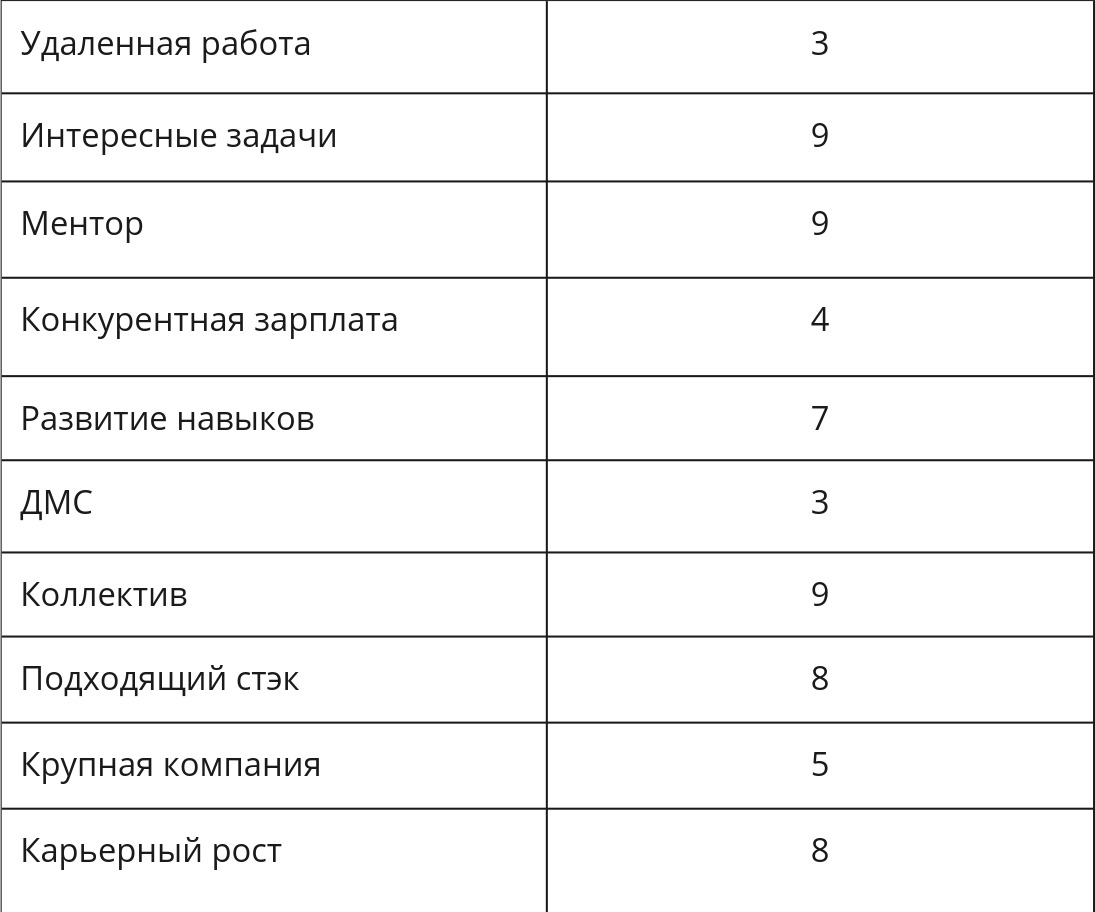 Удаленная работа 3
Интересные задачи 9
Ментор 9
Конкурентная зарплата 4
Развитие навыков 7
ДМС 3
Коллектив 9
Подходящий стэк 8
Крупная компания 5
Карьерный рост 8